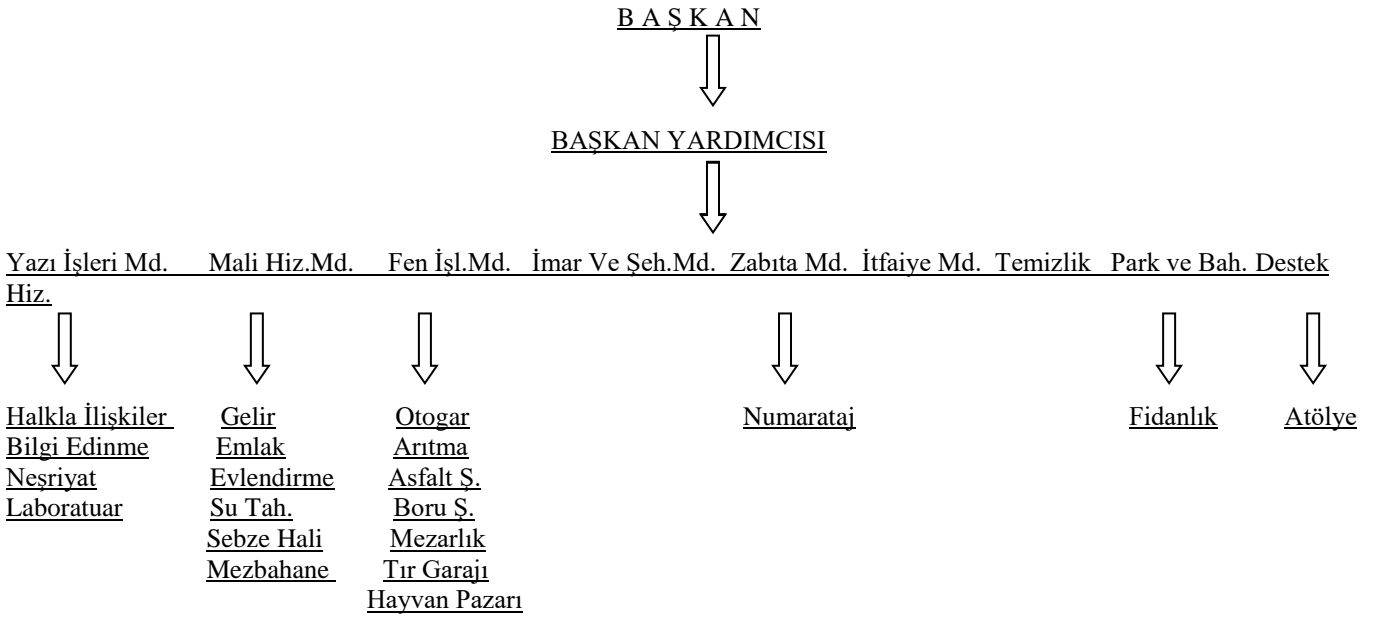 B A Ş K A N
BAŞKAN YARDIMCISI
Yazı İşleri Md. Mali Hiz.Md. Fen İşl.Md. İmar Ve Şeh.Md. Zabıta Md. İtfaiye Md. Temizlik Park ve Bah. Destek
Hiz.
Halkla İlişkiler Gelir Otogar Numarataj Fidanlık Atölye
Bilgi Edinme Emlak Arıtma
Neşriyat Evlendirme Asfalt Ş.
Laboratuar Su Tah. Boru Ş.
Sebze Hali Mezarlık
Mezbahane Tır Garajı
Hayvan Pazarı